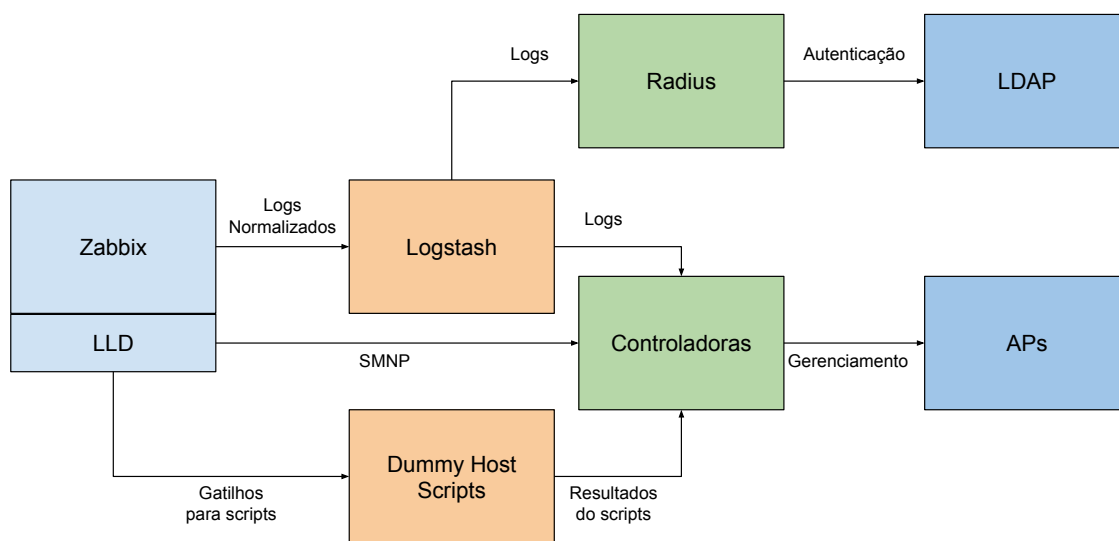 Logs
Radius
Autenticação
LDAP
Zabbix
Logs
Normalizados
Logstash
Logs
LLD
SMNP
Controladoras
Gerenciamento
APs
Gatilhos
para scripts
Dummy Host
Scripts
Resultados
do scripts